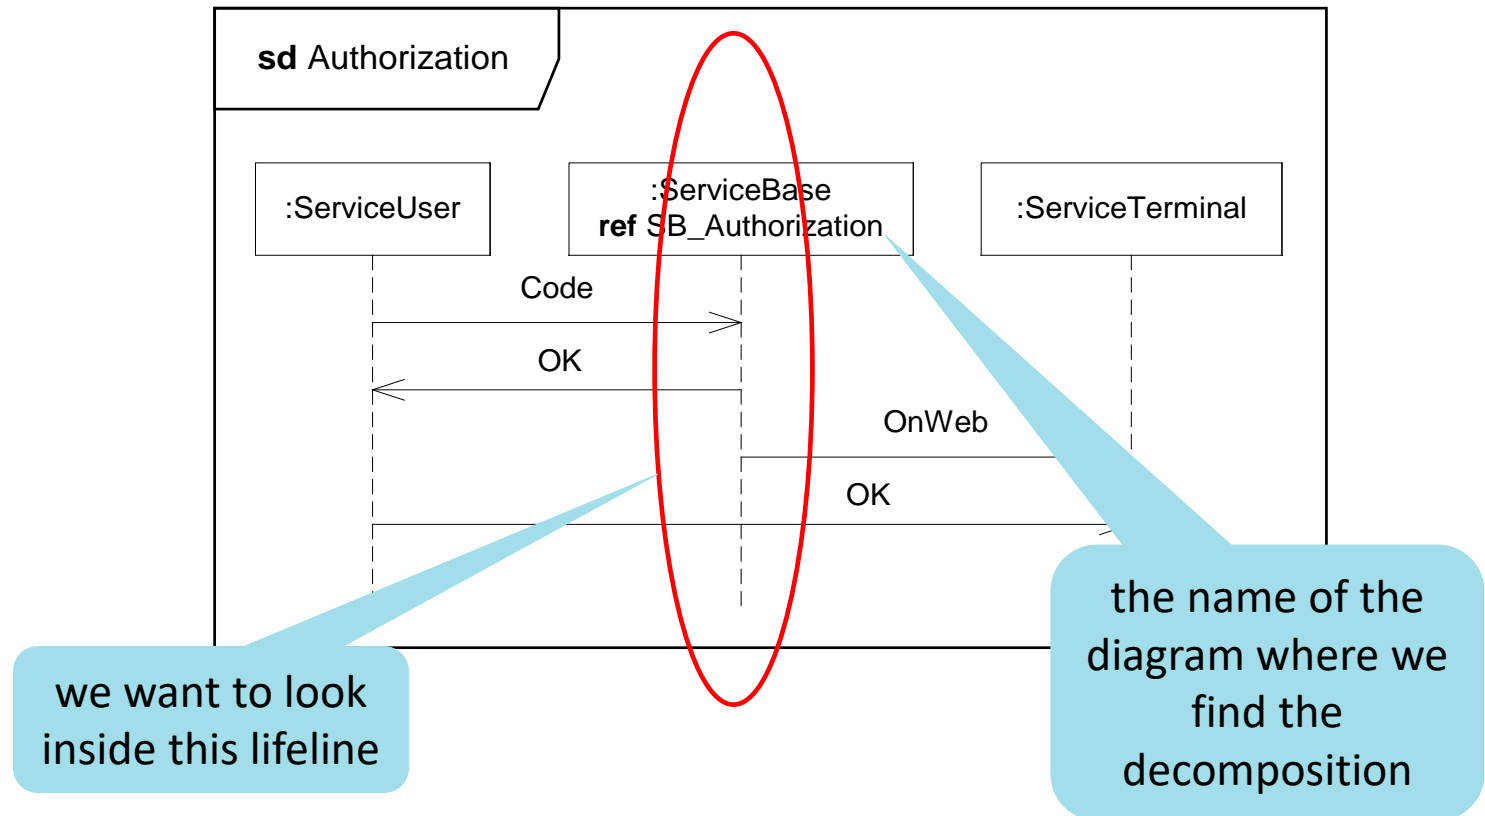 sd Authorization
:ServiceUser
:ServiceBase
ref SB_Authorization
:ServiceTerminal
Code
OK
OnWeb
OK
we want to look
inside this lifeline
the name of the
diagram where we
find the
decomposition